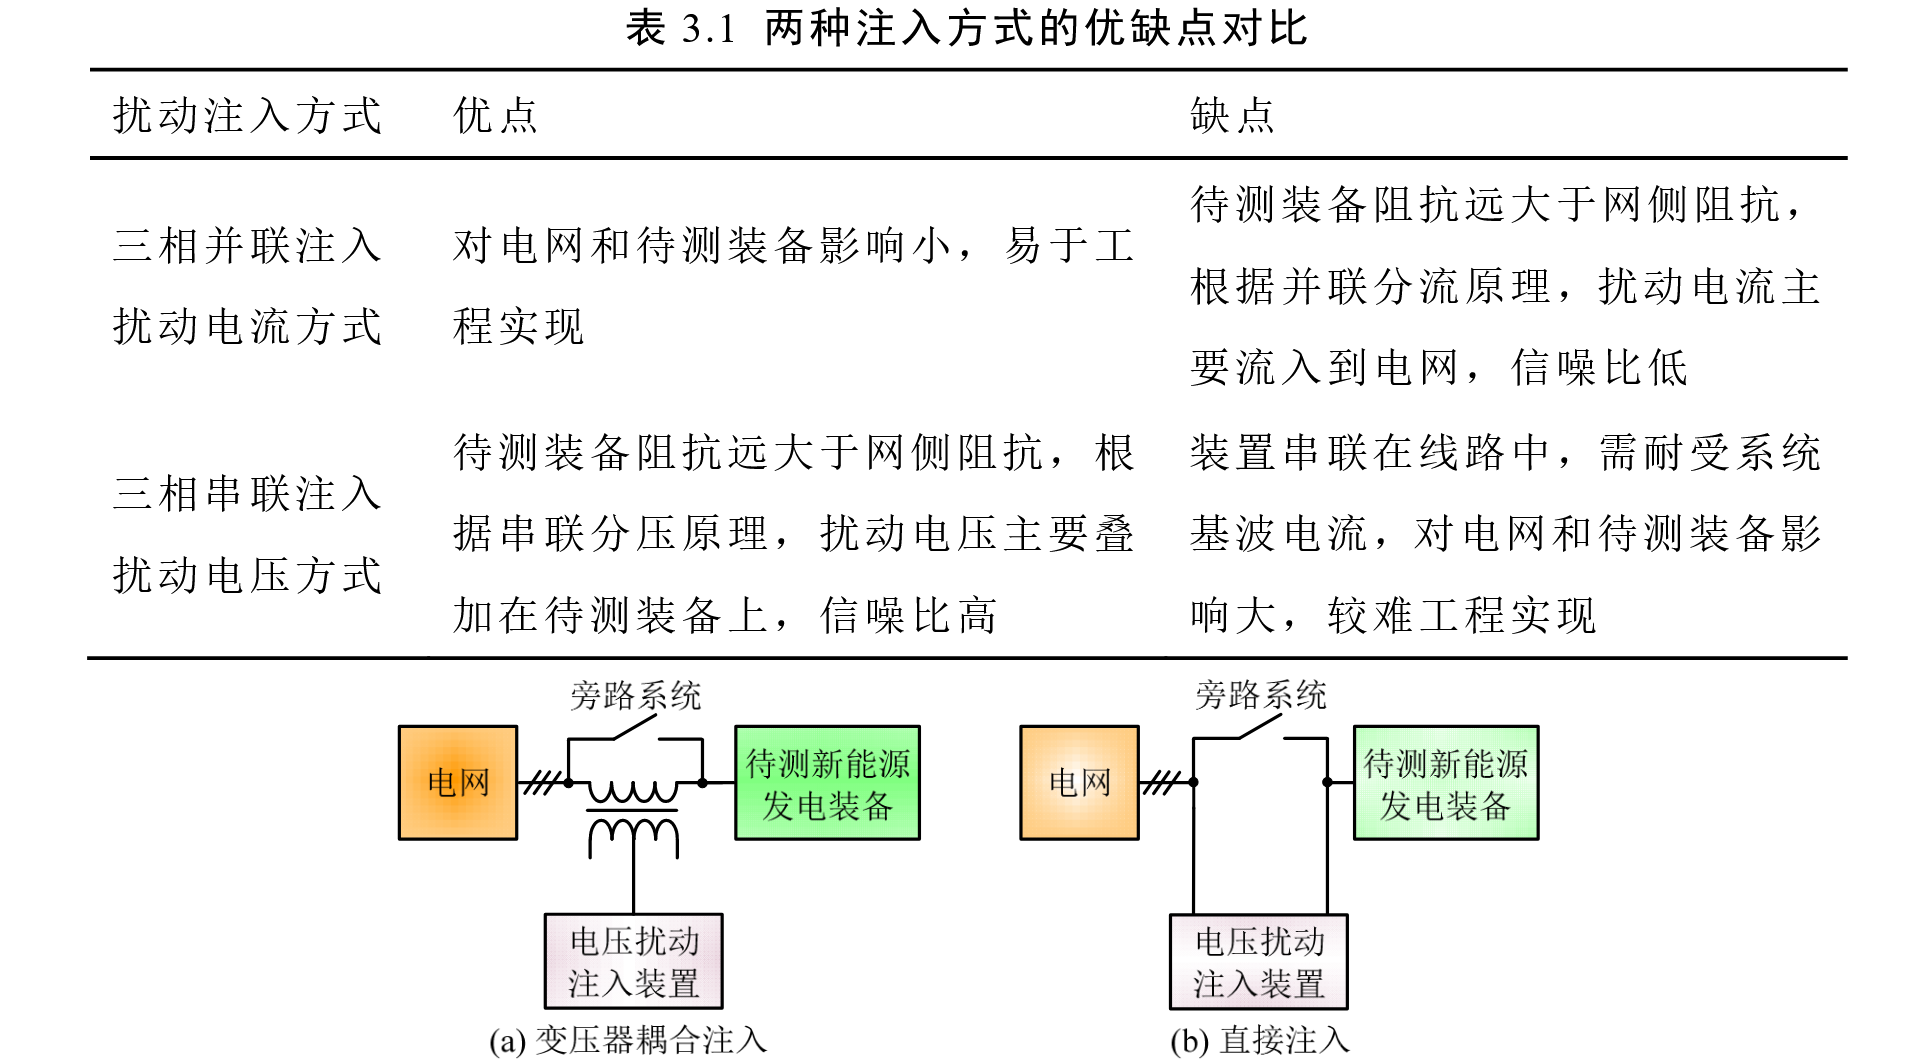 表 3.1 两种注入方式的优缺点对比
扰动注入方式 优点 缺点
三相并联注入
扰动电流方式
对电网和待测装备影响小，易于工
程实现
待测装备阻抗远大于网侧阻抗，
根据并联分流原理，扰动电流主
要流入到电网，信噪比低
三相串联注入
扰动电压方式
待测装备阻抗远大于网侧阻抗，根
据串联分压原理，扰动电压主要叠
加在待测装备上，信噪比高
装置串联在线路中，需耐受系统
基波电流，对电网和待测装备影
响大，较难工程实现
旁路系统
电网
待测新能源
发电装备
电压扰动
注入装置
(a) 变压器耦合注入
旁路系统
电网
待测新能源
发电装备
电压扰动
注入装置
(b) 直接注入